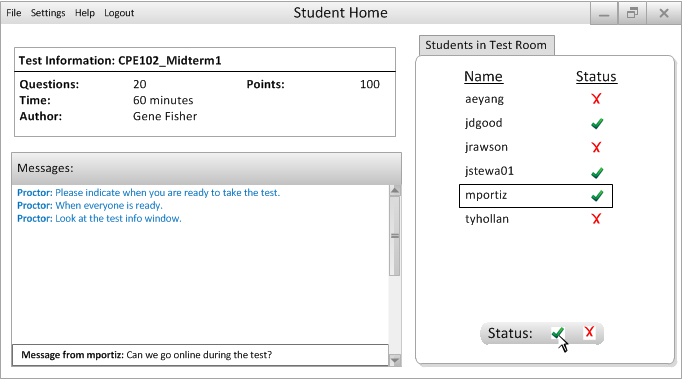 File Settings Help Logout Student Home
Test Information: CPE102_Midterm1
Questions: 20 Points: 100
Time: 60 minutes
Author: Gene Fisher
Messages:
Proctor: Please indicate when you are ready to take the test.
Proctor: When everyone is ready.
Proctor: Look at the test info window.
Message from mportiz: Can we go online during the test?
Students in Test Room
Name Status
aeyang
jdgood
jrawson
jstewa01
mportiz
tyhollan
Status: